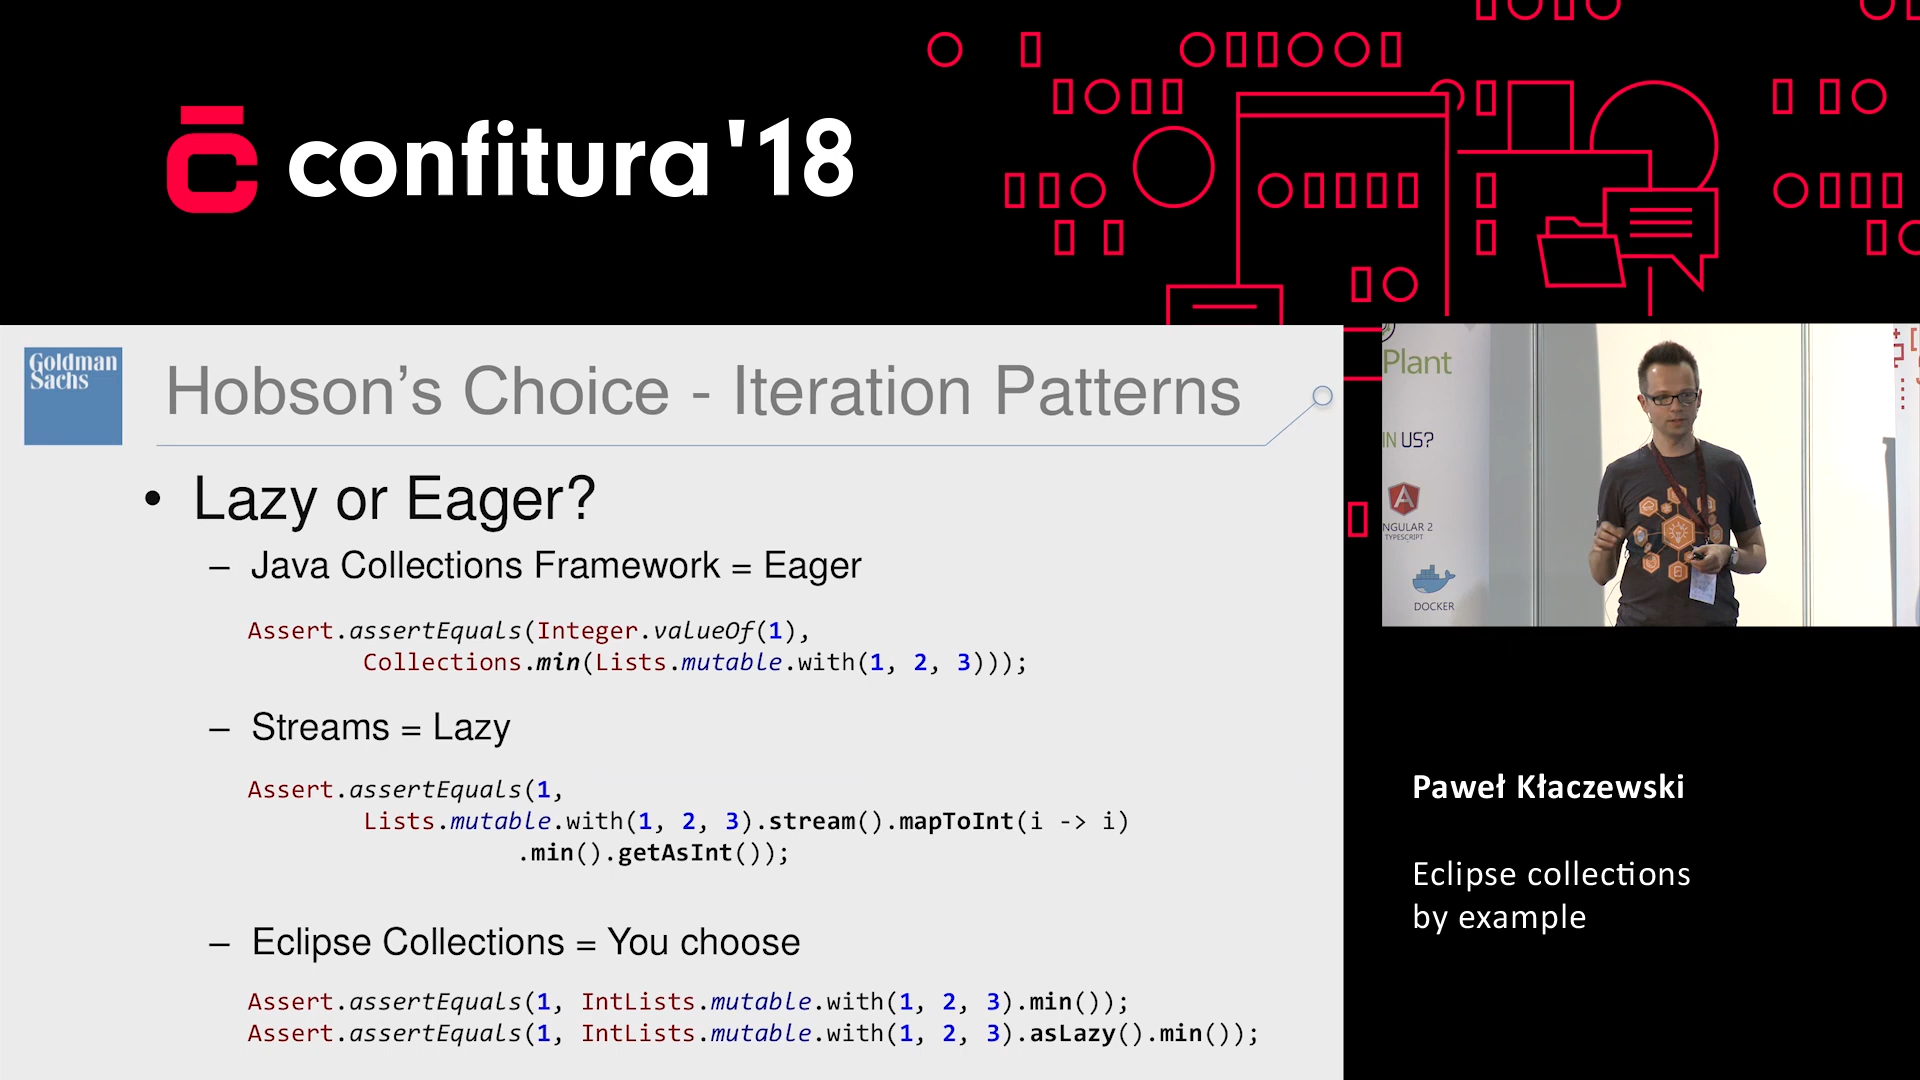 c confitura '18
Goldman
Sachs
Hobson’s Choice - Iteration Patterns
• Lazy or Eager?
– Java Collections Framework = Eager
Assert.assertEquals(Integer.valueOf(1),
Collections.min(Lists.mutable.with(1, 2, 3)));
– Streams = Lazy
Assert.assertEquals(1,
Lists.mutable.with(1, 2, 3).stream().mapToInt(i -> i)
.min().getAsInt());
– Eclipse Collections = You choose
Assert.assertEquals(1, IntLists.mutable.with(1, 2, 3).min());
Assert.assertEquals(1, IntLists.mutable.with(1, 2, 3).asLazy().min());
Plant
IN US?
NGULAR 2
TYPESCRIPT
DOCKER
Paweł Kłaczewski
Eclipse collections
by example